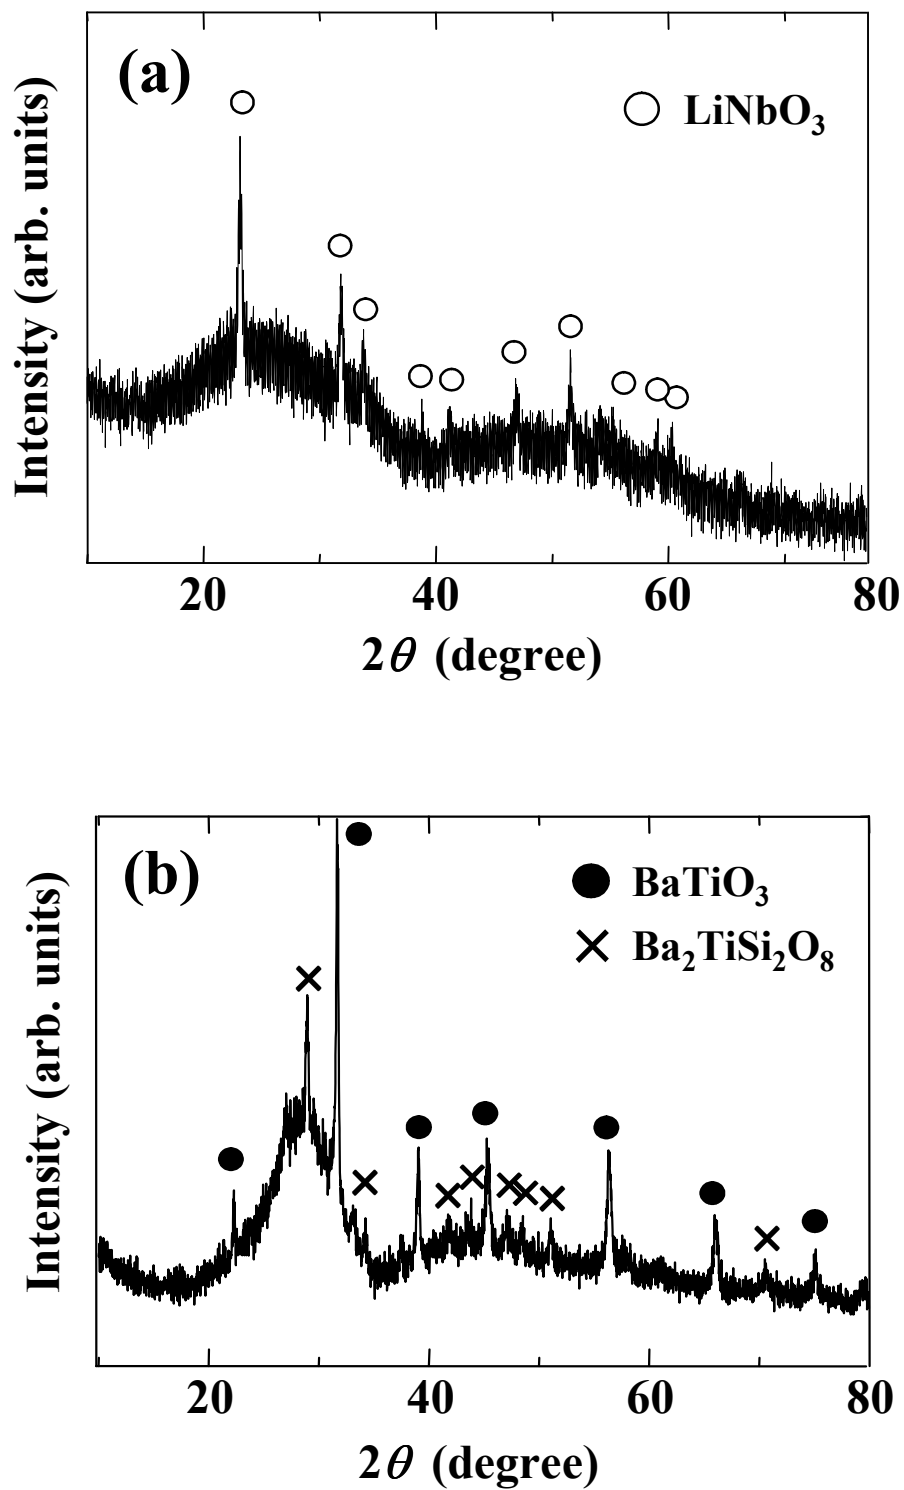 (a)
LiNbO₃
Intensity (arb. units)
20 40 60 80
2θ (degree)
(b)
BaTiO₃
Ba₂TiSi₂O₈
Intensity (arb. units)
20 40 60 80
2θ (degree)